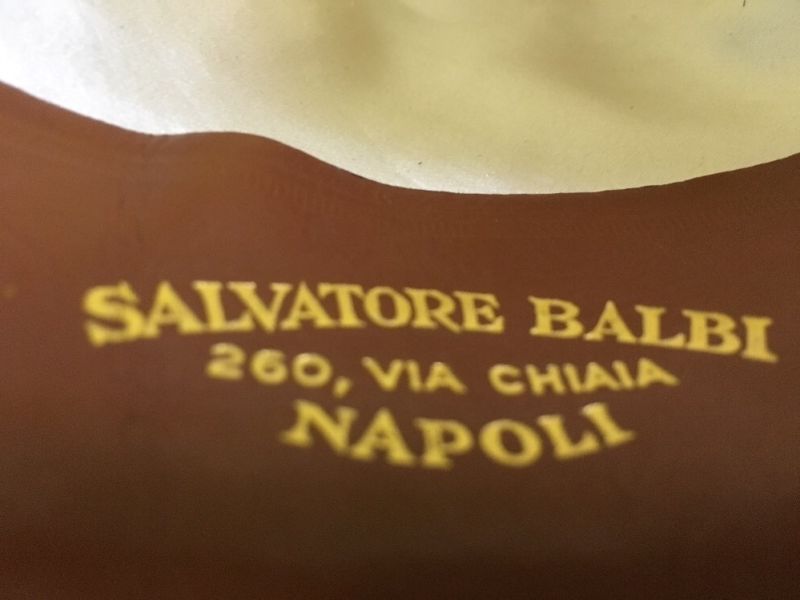 SALVATORE BALBI
260, VIA CHIAIA
NAPOLI